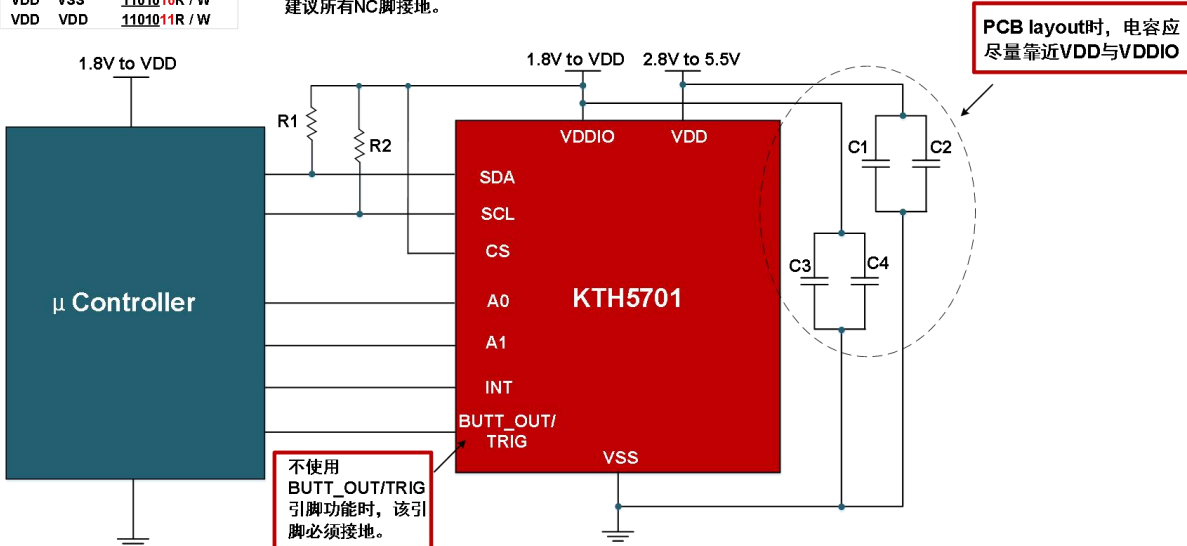 VDD VSS 1101010R / W
VDD VDD 1101011R / W
建议所有NC脚接地。
PCB layout时，电容应
尽量靠近VDD与VDDIO
1.8V to VDD
1.8V to VDD
2.8V to 5.5V
R1
R2
VDDIO
VDD
C1
C2
SDA
SCL
CS
C3
C4
μ Controller
A0
KTH5701
A1
INT
BUTT_OUT/
TRIG
VSS
不使用
BUTT_OUT/TRIG
引脚功能时，该引
脚必须接地。